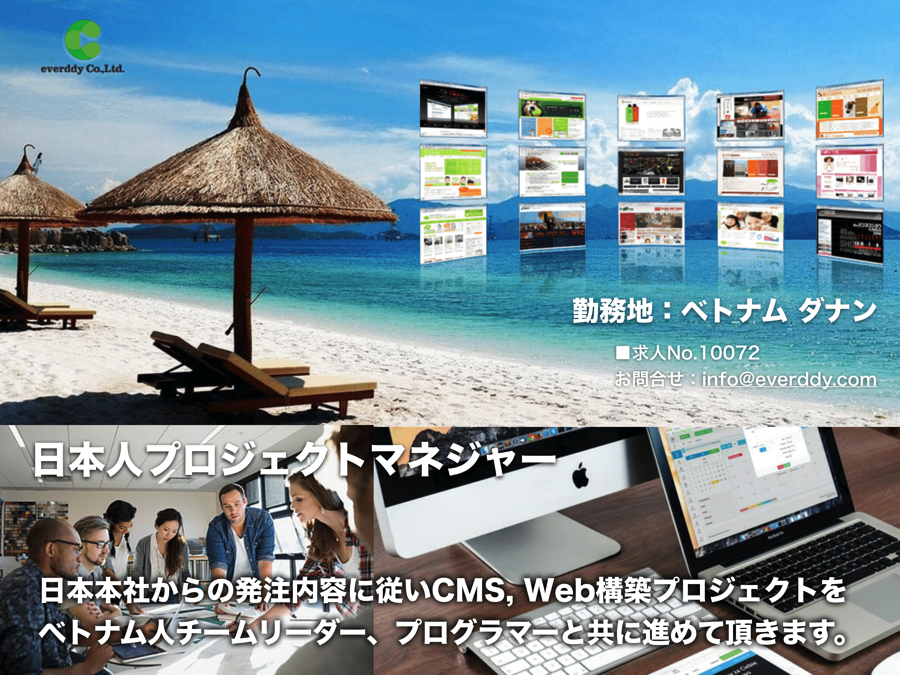 everddy Co.,Ltd.
勤務地：ベトナム ダナン
■求人No.10072
お問合せ：info@everddy.com
日本人プロジェクトマネジャー
日本本社からの発注内容に従いCMS, Web構築プロジェクトを
ベトナム人チームリーダー、プログラマーと共に進めて頂きます。